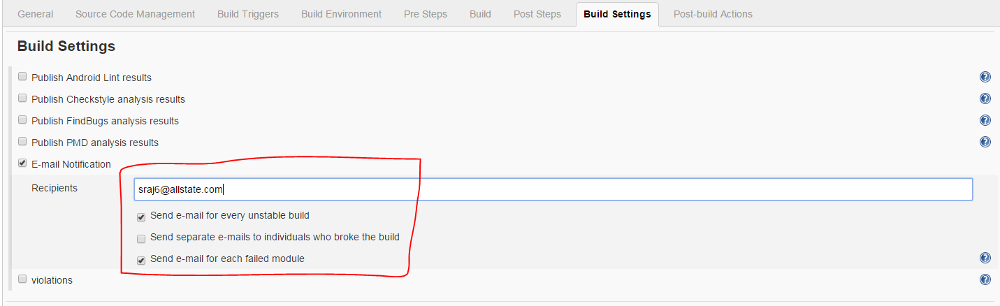 General Source Code Management Build Triggers Build Environment Pre Steps Build Post Steps Build Settings Post-build Actions
Build Settings
Publish Android Lint results ?
Publish Checkstyle analysis results ?
Publish FindBugs analysis results ?
Publish PMD analysis results ?
E-mail Notification
Recipients sraj6@allstate.com
Send e-mail for every unstable build
Send separate e-mails to individuals who broke the build
Send e-mail for each failed module ?
violations ?